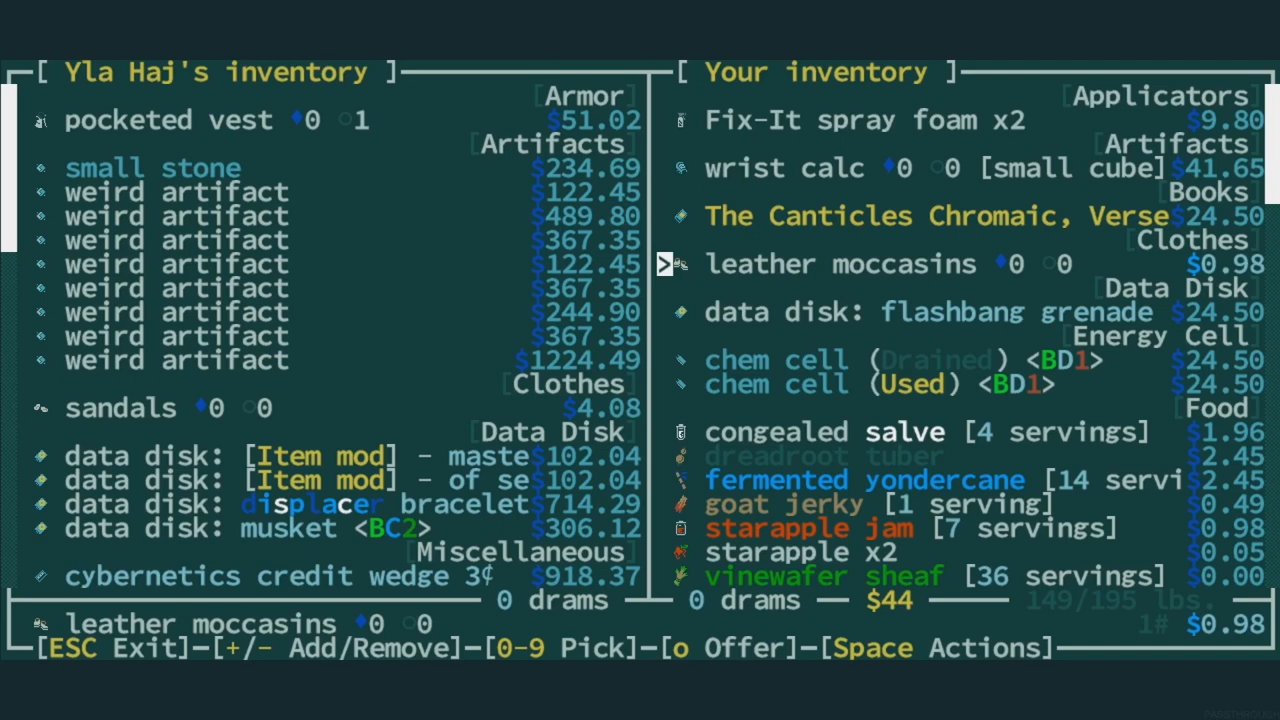 [ Yla Haj's inventory ]
[Armor]
pocketed vest ♦0 ○1 $51.02
[Artifacts]
small stone $234.69
weird artifact $122.45
weird artifact $489.80
weird artifact $367.35
weird artifact $122.45
weird artifact $367.35
weird artifact $244.90
weird artifact $367.35
weird artifact $1224.49
[Clothes]
sandals ♦0 ○0 $4.08
[Data Disk]
data disk: [Item mod] - maste $102.04
data disk: [Item mod] - of se $102.04
data disk: displacer bracelet $714.29
data disk: musket <BC2> $306.12
[Miscellaneous]
cybernetics credit wedge 3¢ $918.37
[ Your inventory ]
[Applicators]
Fix-It spray foam x2 $9.80
[Artifacts]
wrist calc ♦0 ○0 [small cube] $41.65
[Books]
The Canticles Chromaic, Verse $24.50
[Clothes]
> leather moccasins ♦0 ○0 $0.98
[Data Disk]
data disk: flashbang grenade $24.50
[Energy Cell]
chem cell (Drained) <BD1> $24.50
chem cell (Used) <BD1> $24.50
[Food]
congealed salve [4 servings] $1.96
dreadroot tuber $2.45
fermented yondercane [14 servi $2.45
goat jerky [1 serving] $0.49
starapple jam [7 servings] $0.98
starapple x2 $0.05
vinewafer sheaf [36 servings] $0.00
0 drams 0 drams $44 149/195 lbs.
leather moccasins ♦0 ○0 1# $0.98
[ESC Exit]-[+/- Add/Remove]-[0-9 Pick]-[o Offer]-[Space Actions]